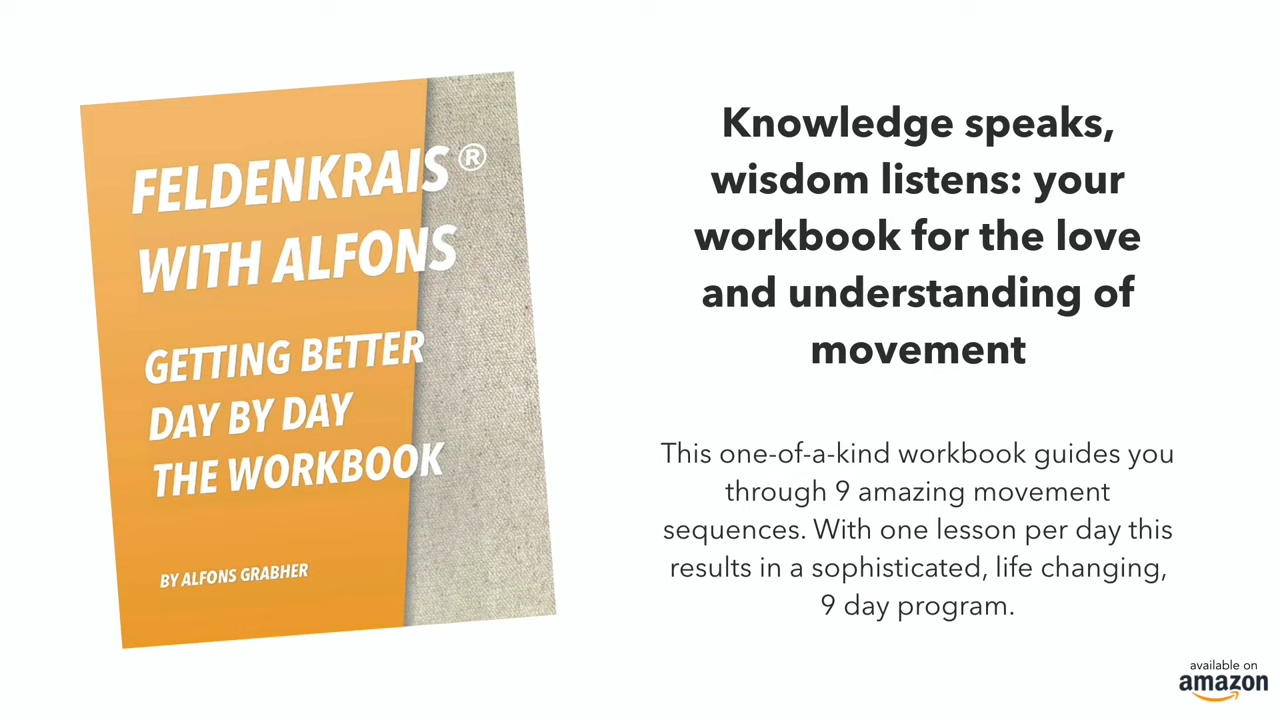 FELDENKRAIS®
WITH ALFONS
GETTING BETTER
DAY BY DAY
THE WORKBOOK
BY ALFONS GRABHER
Knowledge speaks,
wisdom listens: your
workbook for the love
and understanding of
movement
This one-of-a-kind workbook guides you
through 9 amazing movement
sequences. With one lesson per day this
results in a sophisticated, life changing,
9 day program.
available on
amazon